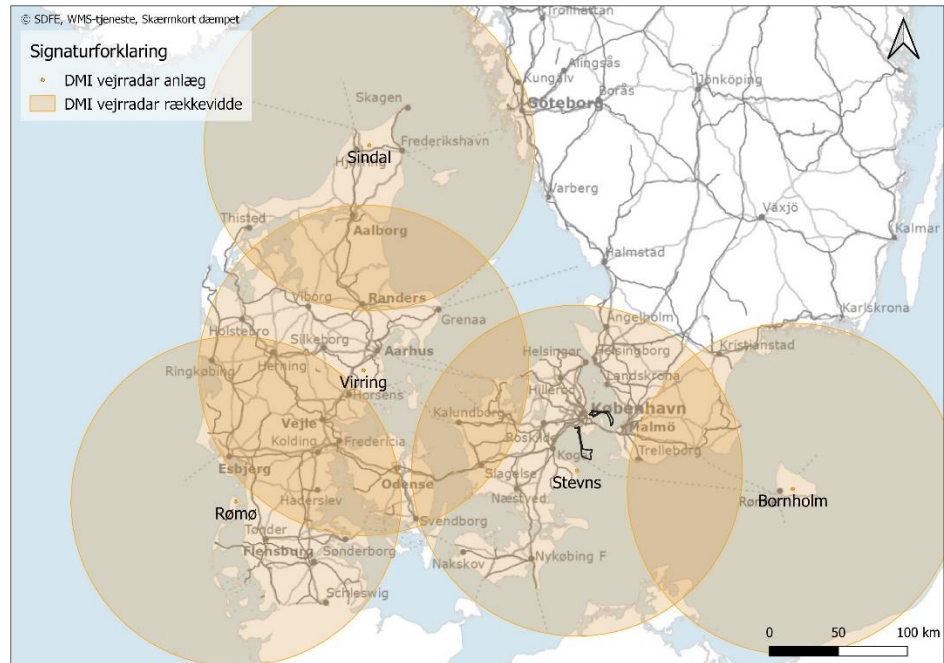 © SDFE, WMS-tjeneste, Skærmkort dæmpet
Signaturforklaring
DMI vejrradar anlæg
DMI vejrradar rækkevidde
Trollhättan
Alingsås
Kungälv
Jönköping
Borås
Göteborg
Skagen
Frederikshavn
Sindal
Varberg
Växjö
Thisted
Kalmar
Aalborg
Halmstad
Viborg
Randers
Karlskrona
Grenaa
Holstebro
Ängelholm
Silkeborg
Aarhus
Helsingør
Helsingborg
Kristianstad
Ringkøbing
Herning
Virring
Hillerød
Landskrona
Horsens
København
Kalundborg
Vejle
Malmö
Roskilde
Kolding
Fredericia
Trelleborg
Køge
Esbjerg
Odense
Slagelse
Stevns
Haderslev
Næstved
Bornholm
Rømø
Svendborg
Tønder
Flensburg
Sønderborg
Nakskov
Nykøbing F
Schleswig
0 50 100 km